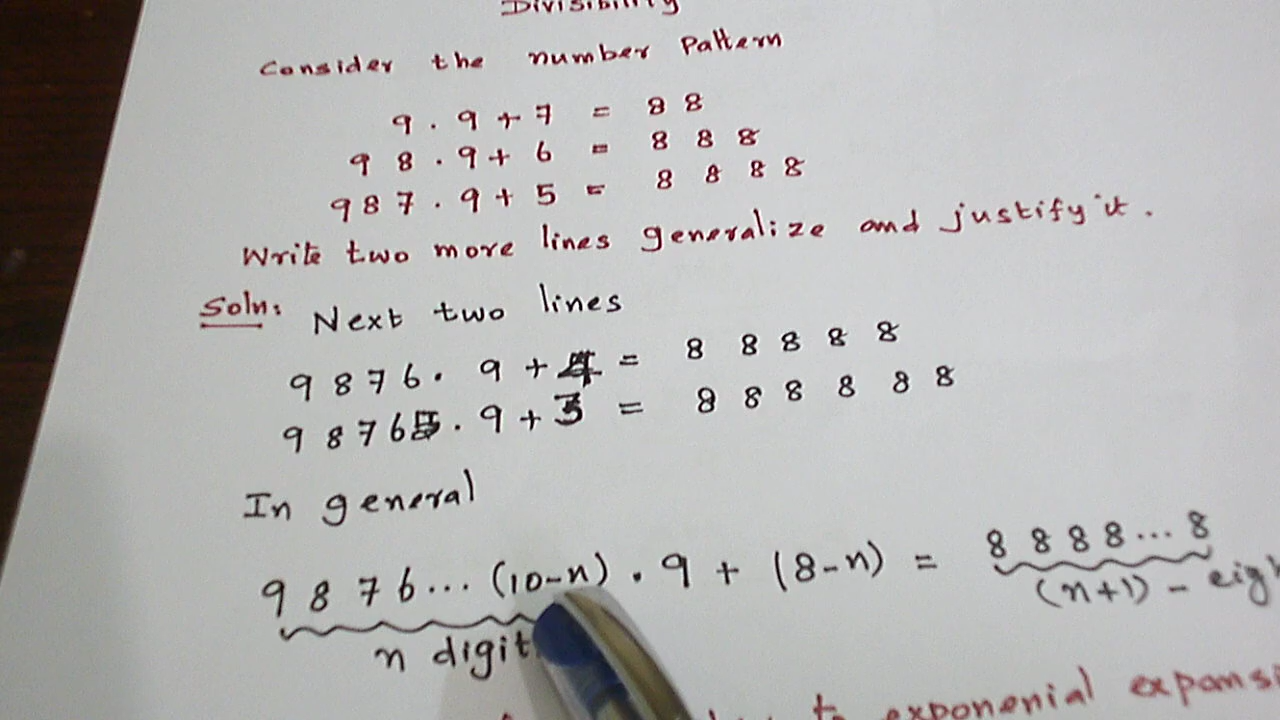 Divisibility
Consider the number Pattern
9 . 9 + 7 = 8 8
9 8 . 9 + 6 = 8 8 8
9 8 7 . 9 + 5 = 8 8 8 8
Write two more lines generalize and justify it .
Soln: Next two lines
9 8 7 6 . 9 + 4 = 8 8 8 8 8
9 8 7 6 5 . 9 + 3 = 8 8 8 8 8 8
In general
9 8 7 6 ... (10-n) . 9 + (8-n) = 8 8 8 8 ... 8
n digit (n+1) -
to exponenial